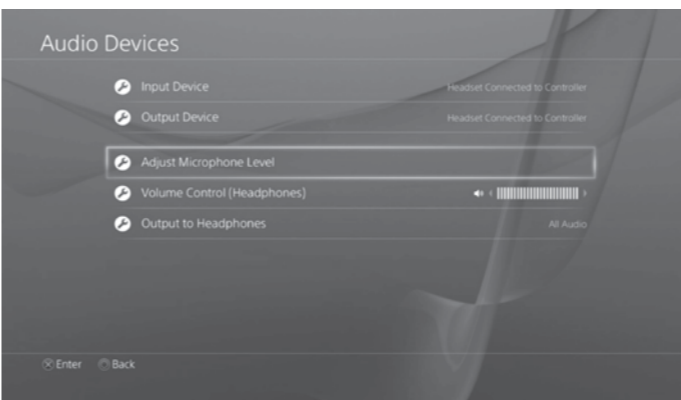 Audio Devices
Input Device Headset Connected to Controller
Output Device Headset Connected to Controller
Adjust Microphone Level
Volume Control (Headphones)
Output to Headphones All Audio
Enter Back